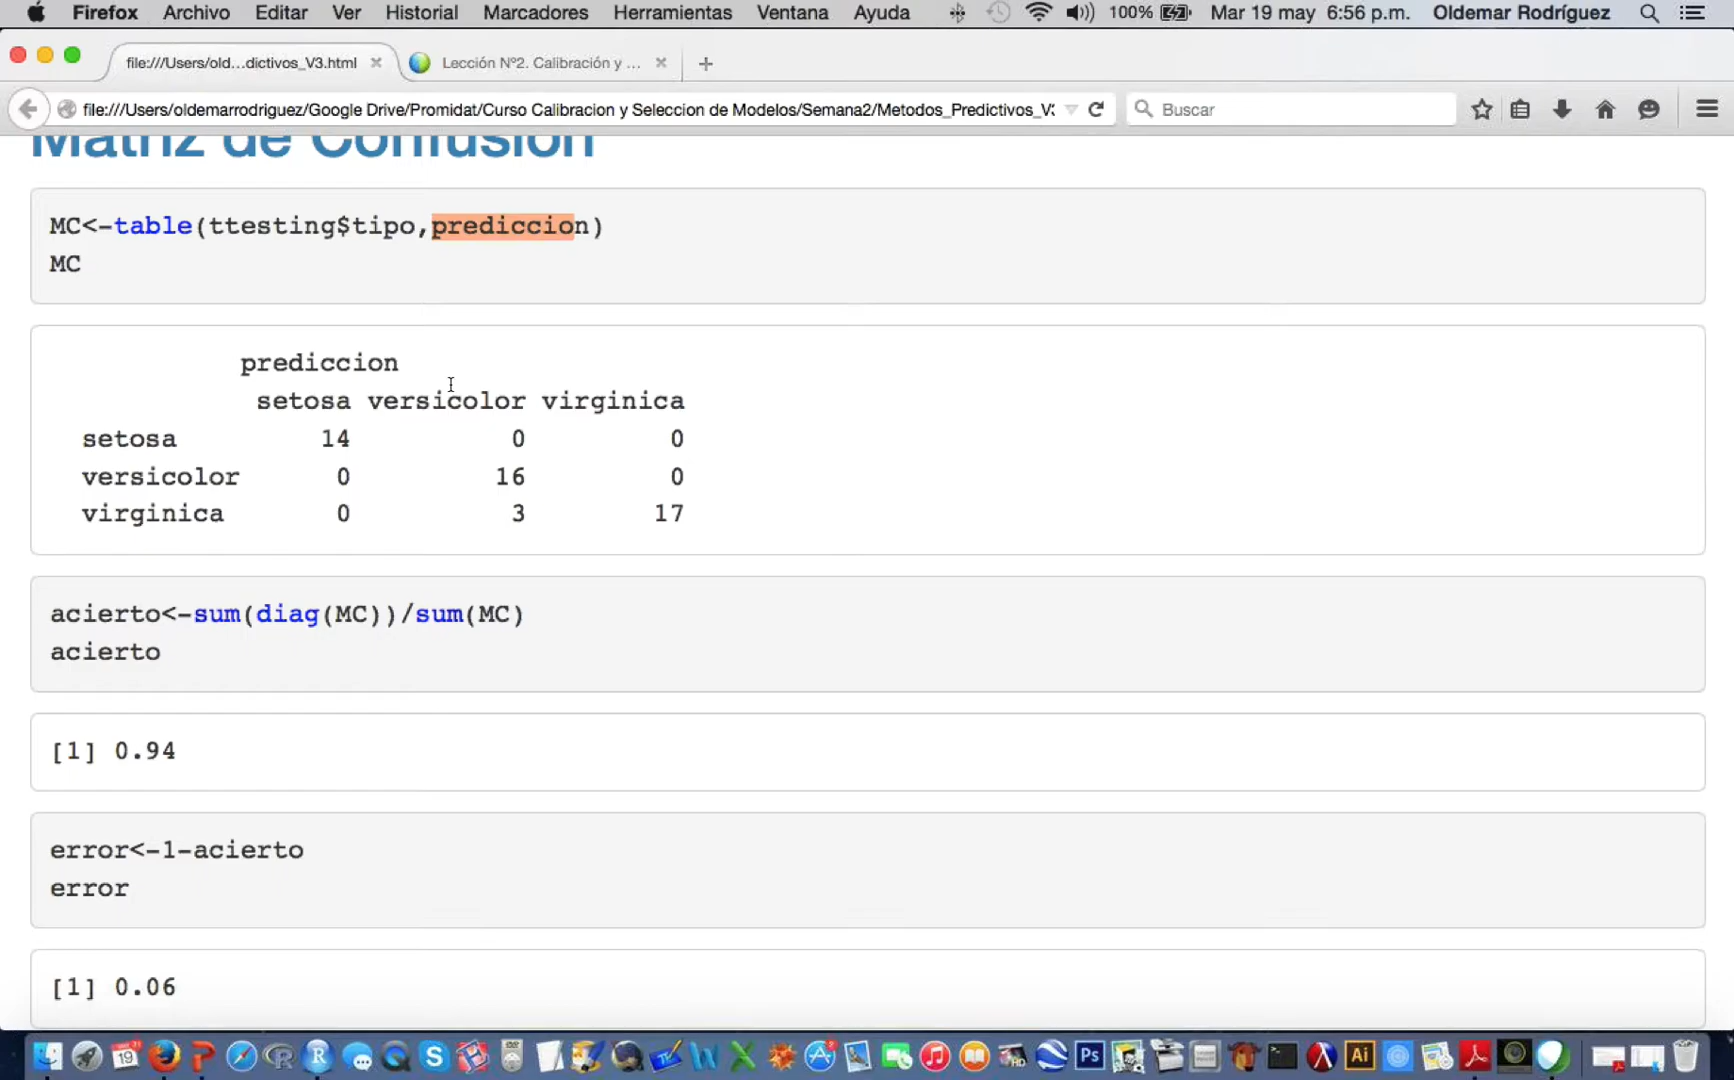 Firefox Archivo Editar Ver Historial Marcadores Herramientas Ventana Ayuda 100% Mar 19 may 6:56 p.m. Oldemar Rodríguez
file:///Users/old...dictivos_V3.html Lección Nº2. Calibración y ...
file:///Users/oldemarrodriguez/Google Drive/Promidat/Curso Calibracion y Seleccion de Modelos/Semana2/Metodos_Predictivos_V: Buscar
Matriz de Confusión
MC<-table(ttesting$tipo,prediccion)
MC
prediccion
setosa versicolor virginica
setosa 14 0 0
versicolor 0 16 0
virginica 0 3 17
acierto<-sum(diag(MC))/sum(MC)
acierto
[1] 0.94
error<-1-acierto
error
[1] 0.06